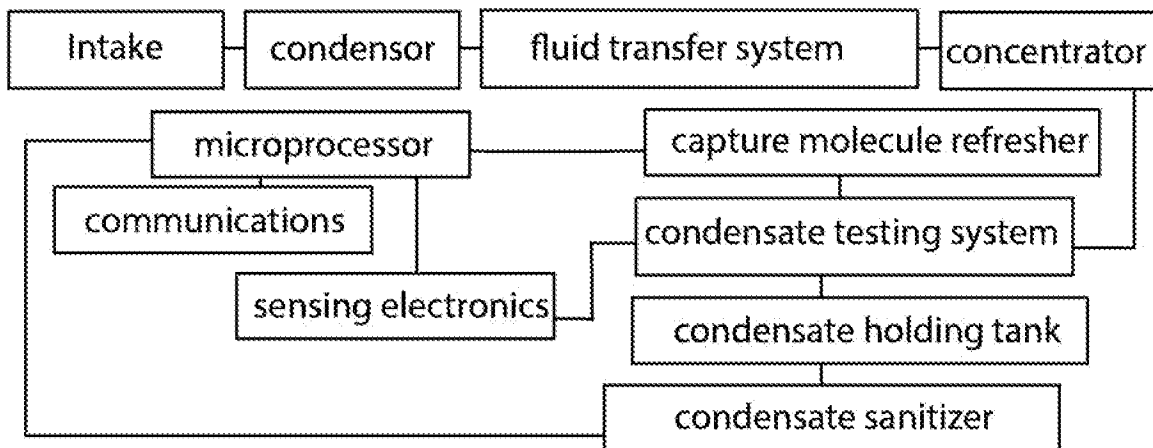 Intake
condensor
fluid transfer system
concentrator
microprocessor
capture molecule refresher
communications
condensate testing system
sensing electronics
condensate holding tank
condensate sanitizer